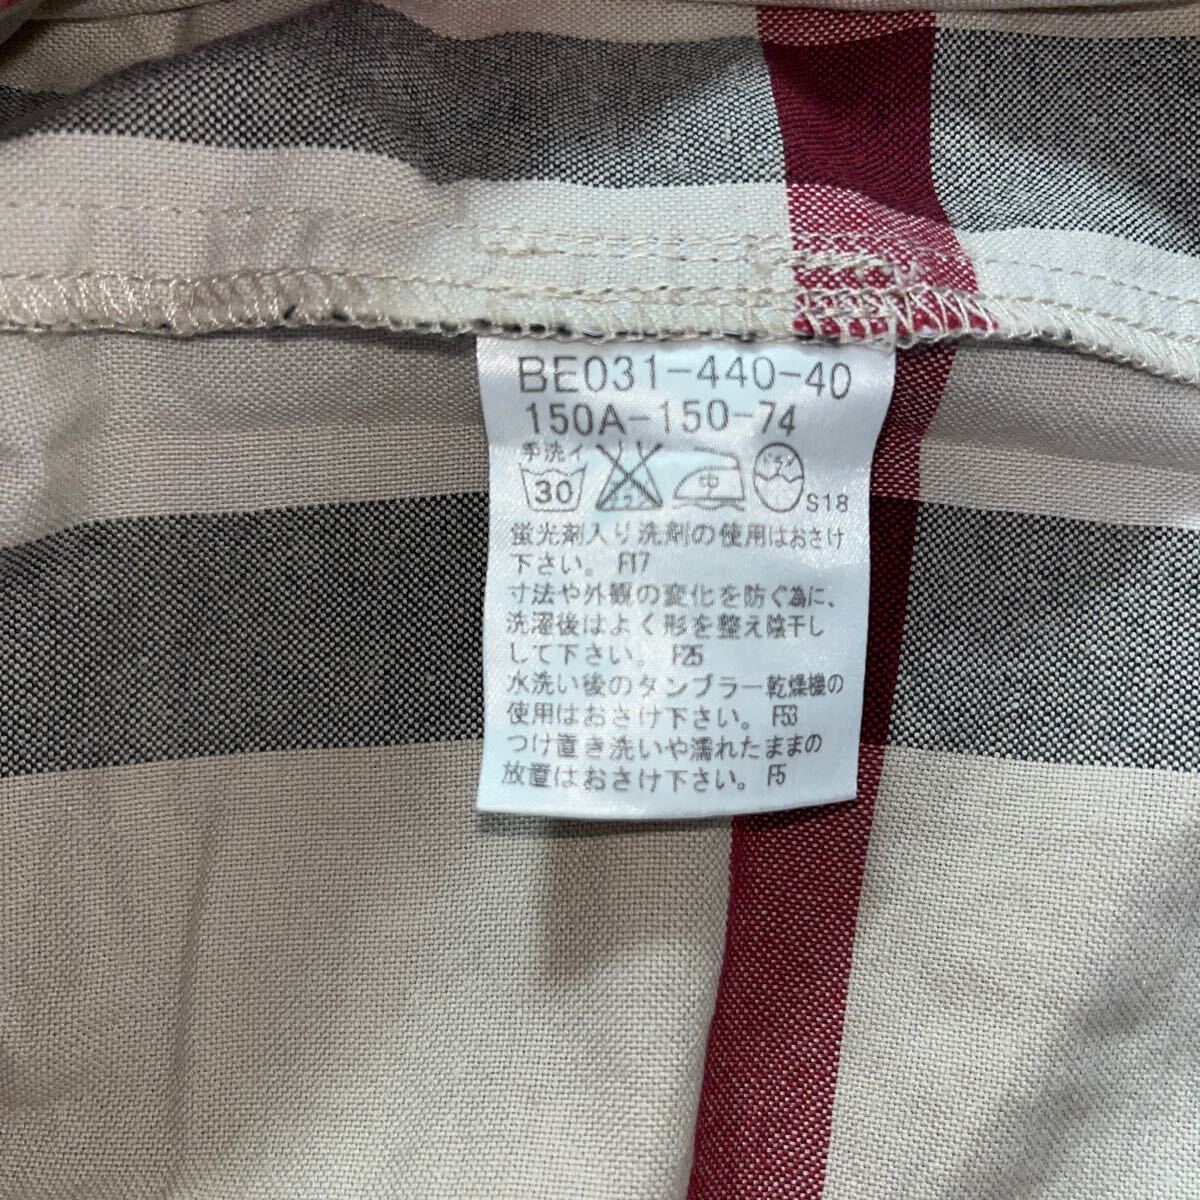 BE031-440-40
150A-150-74
手洗イ
30 中 ドライ S18
蛍光剤入り洗剤の使用はおさけ
下さい。 F17
寸法や外観の変化を防ぐ為に、
洗濯後はよく形を整え陰干し
して下さい。 F25
水洗い後のタンブラー乾燥機の
使用はおさけ下さい。 F53
つけ置き洗いや濡れたままの
放置はおさけ下さい。 F5